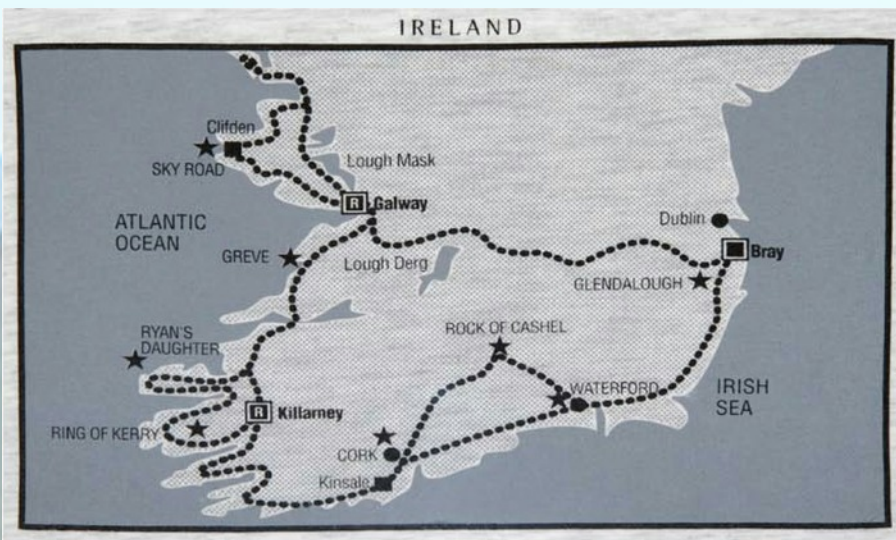 IRELAND
Clifden
SKY ROAD
Lough Mask
R Galway
ATLANTIC
OCEAN
Dublin
Bray
GREVE
Lough Derg
GLENDALOUGH
ROCK OF CASHEL
RYAN'S
DAUGHTER
WATERFORD
IRISH
SEA
R Killarney
RING OF KERRY
CORK
Kinsale